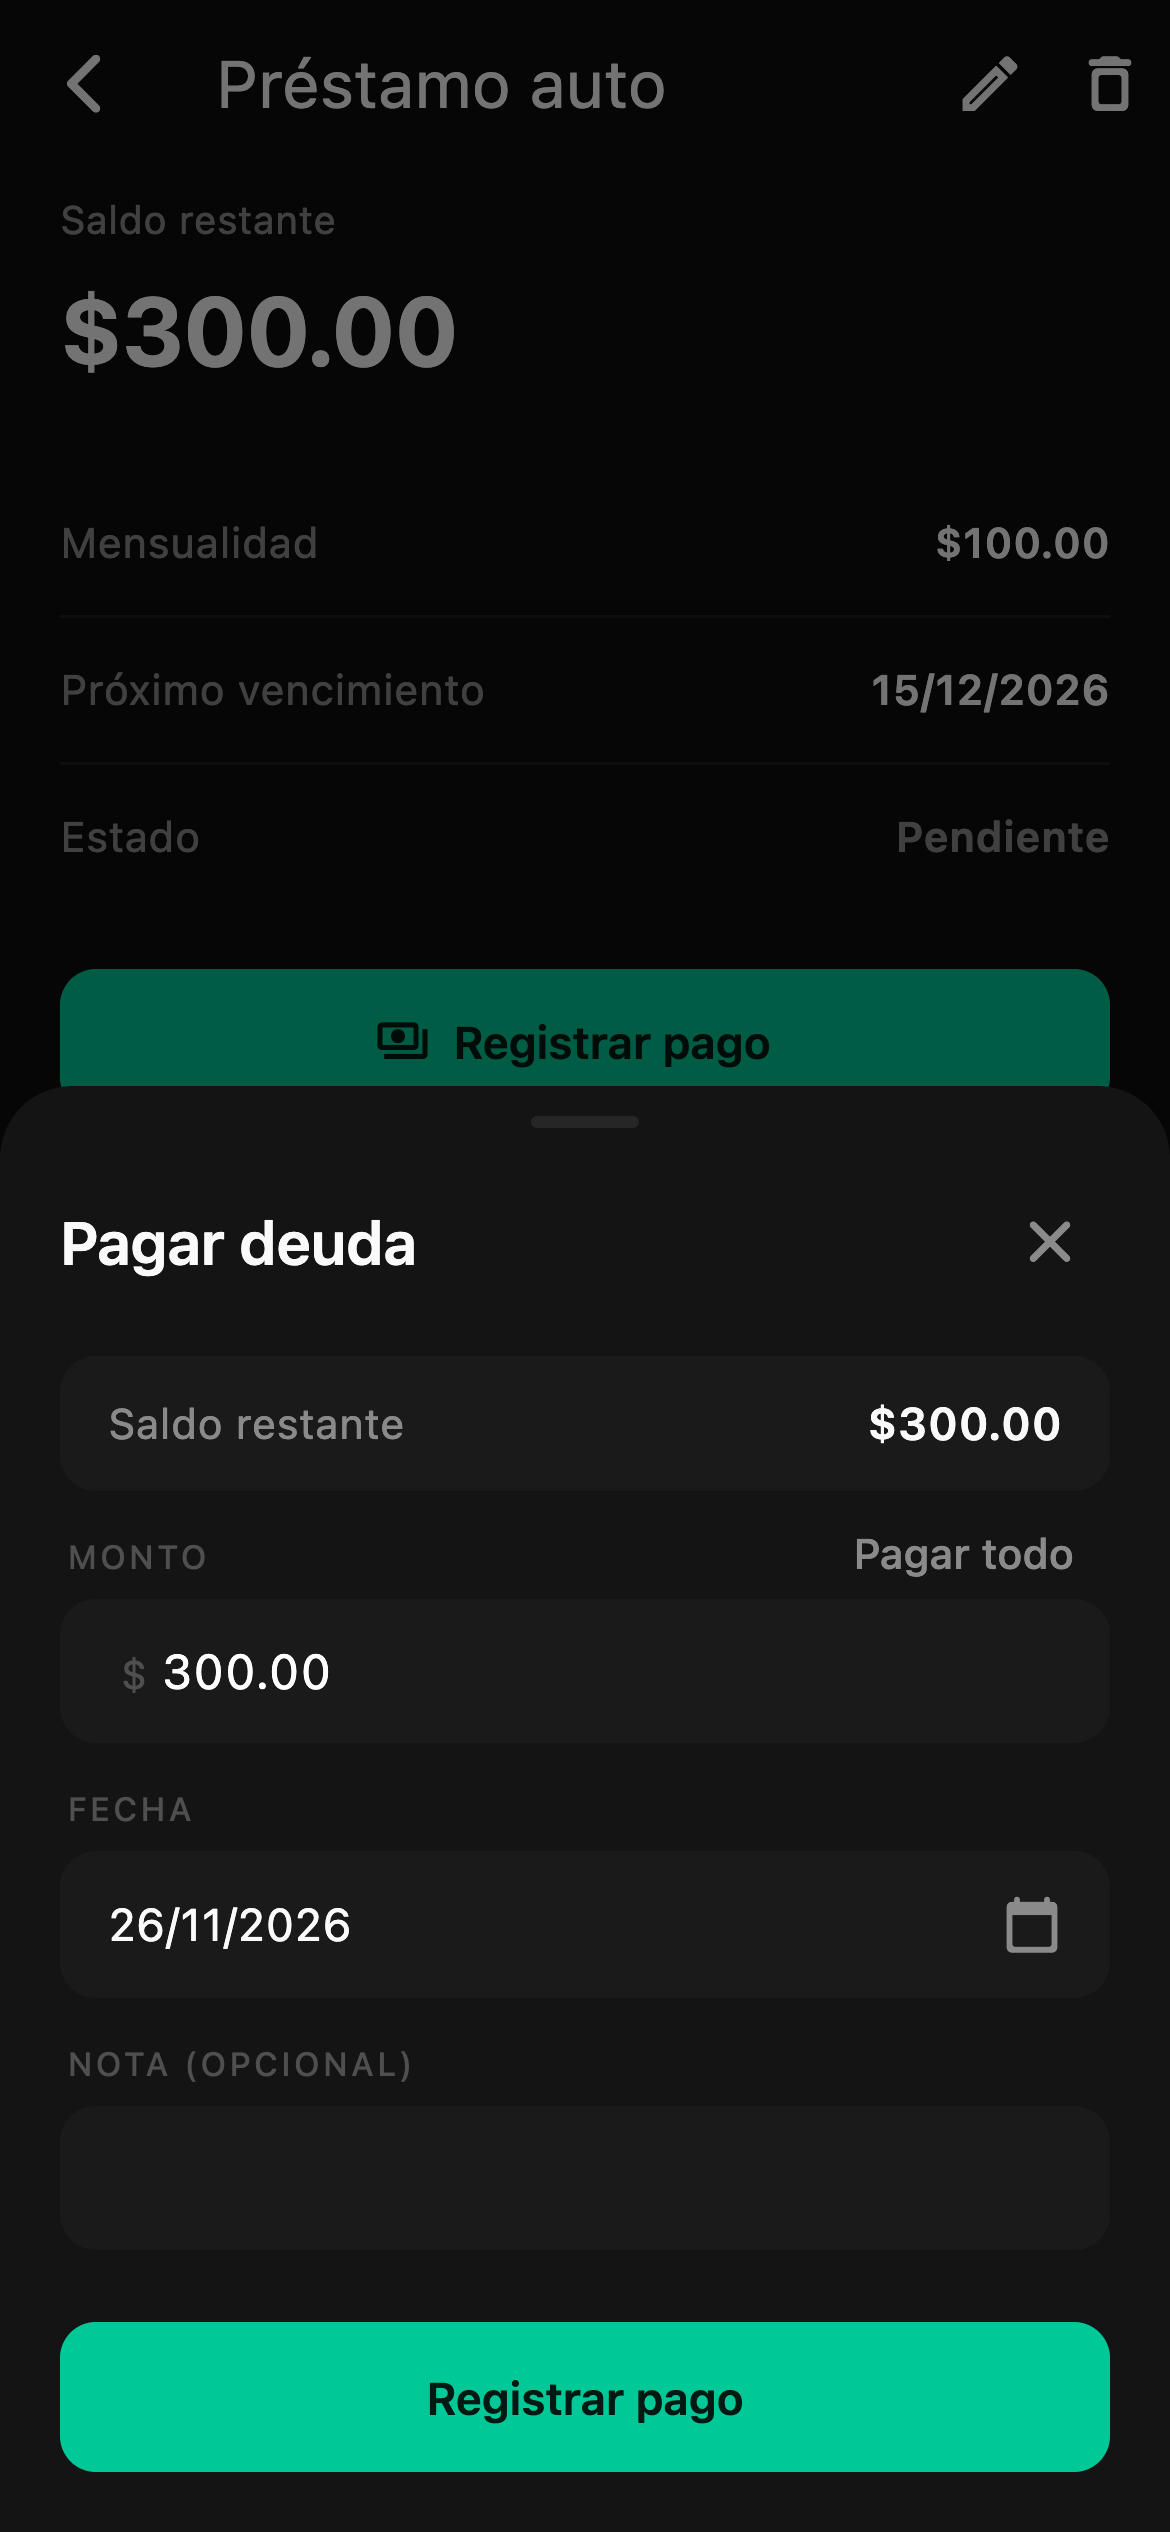 Préstamo auto
Saldo restante
$300.00
Mensualidad $100.00
Próximo vencimiento 15/12/2026
Estado Pendiente
Registrar pago
Pagar deuda
Saldo restante $300.00
MONTO Pagar todo
$ 300.00
FECHA
26/11/2026
NOTA (OPCIONAL)
Registrar pago